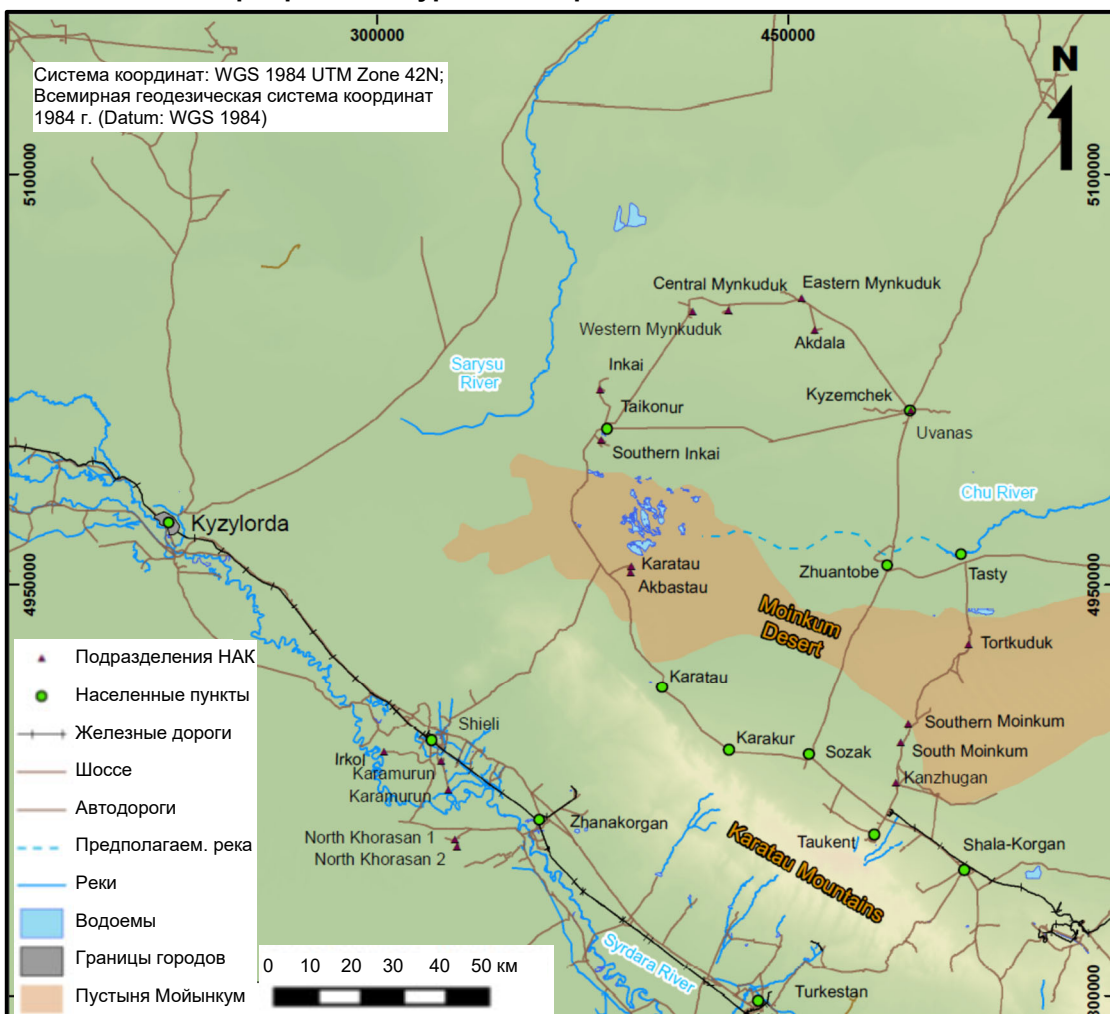 300000
450000
Система координат: WGS 1984 UTM Zone 42N;
Всемирная геодезическая система координат
1984 г. (Datum: WGS 1984)
N
5100000
5100000
Central Mynkuduk
Eastern Mynkuduk
Western Mynkuduk
Akdala
Sarysu
River
Inkai
Taikonur
Kyzemchek
Uvanas
Southern Inkai
Chu River
Kyzylorda
Karatau
Akbastau
Zhuantobe
Tasty
4950000
4950000
Moinkum
Desert
Tortkuduk
Karatau
Southern Moinkum
South Moinkum
Karakur
Sozak
Kanzhugan
Shieli
Irkol
Karamurun
Karamurun
Zhanakorgan
North Khorasan 1
North Khorasan 2
Taukent
Shala-Korgan
Karatau Mountains
Syrdara River
Turkestan
Подразделения НАК
Населенные пункты
Железные дороги
Шоссе
Автодороги
Предполагаем. река
Реки
Водоемы
Границы городов
Пустыня Мойынкум
0 10 20 30 40 50 км